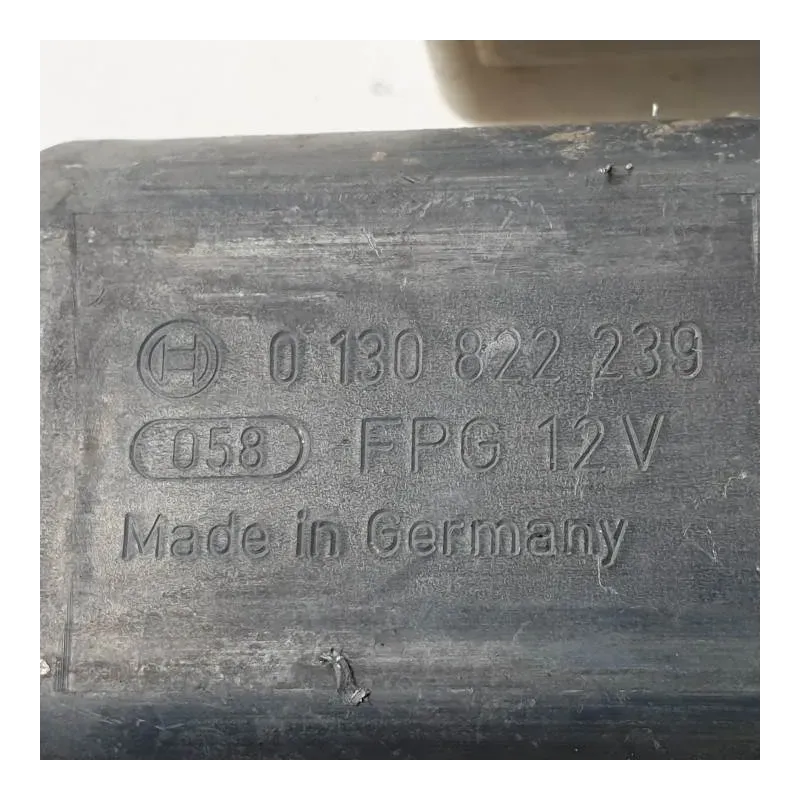 0 130 822 239
058 FPG 12V
Made in Germany